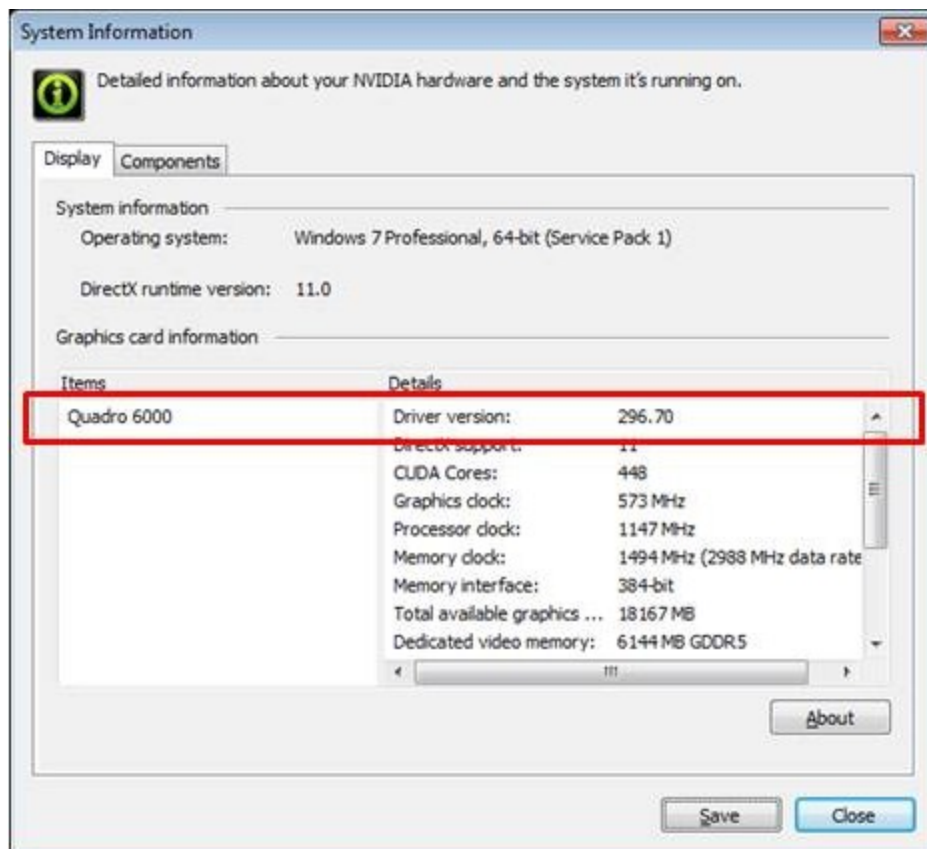 System Information
Detailed information about your NVIDIA hardware and the system it's running on.
Display Components
System information
Operating system: Windows 7 Professional, 64-bit (Service Pack 1)
DirectX runtime version: 11.0
Graphics card information
Items Details
Quadro 6000 Driver version: 296.70
DirectX support: 11
CUDA Cores: 448
Graphics clock: 573 MHz
Processor clock: 1147 MHz
Memory clock: 1494 MHz (2988 MHz data rate
Memory interface: 384-bit
Total available graphics ... 18167 MB
Dedicated video memory: 6144 MB GDDR5
About
Save Close